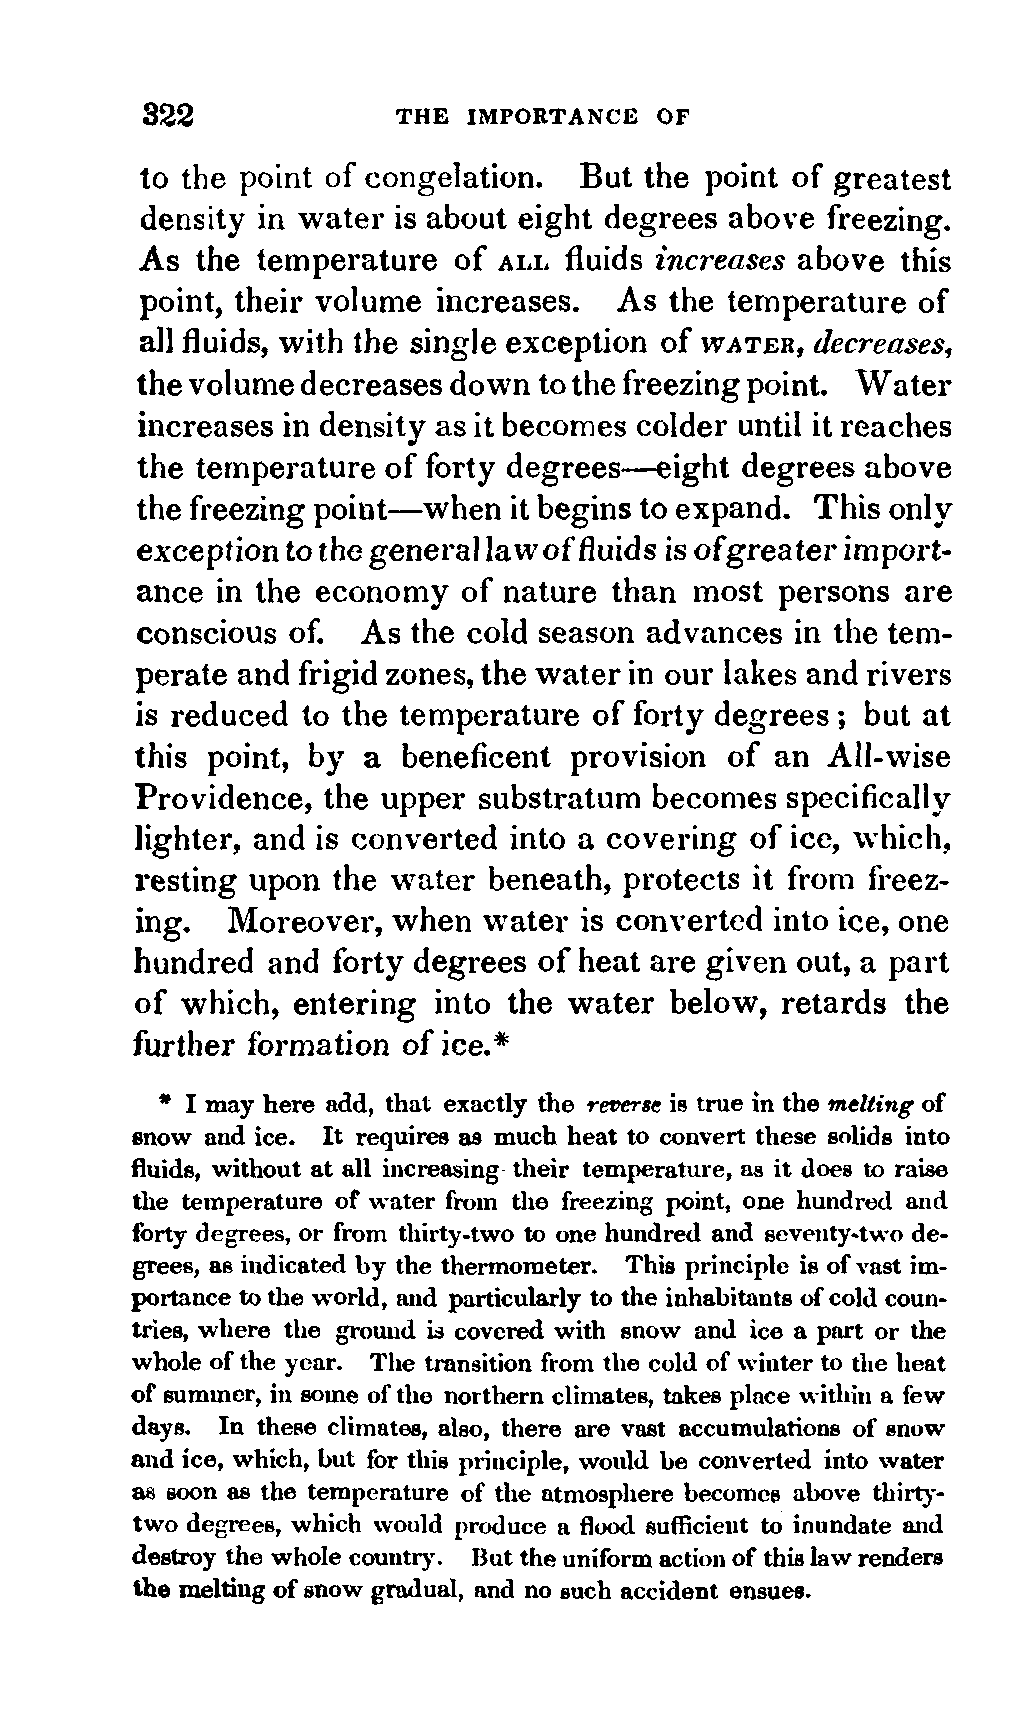 322 THE IMPORTANCE OF
to the point of congelation. But the point of greatest
density in water is about eight degrees above freezing.
As the temperature of ALL fluids increases above this
point, their volume increases. As the temperature of
all fluids, with the single exception of WATER, decreases,
the volume decreases down to the freezing point. Water
increases in density as it becomes colder until it reaches
the temperature of forty degrees—eight degrees above
the freezing point—when it begins to expand. This only
exception to the general law of fluids is of greater import-
ance in the economy of nature than most persons are
conscious of. As the cold season advances in the tem-
perate and frigid zones, the water in our lakes and rivers
is reduced to the temperature of forty degrees; but at
this point, by a beneficent provision of an All-wise
Providence, the upper substratum becomes specifically
lighter, and is converted into a covering of ice, which,
resting upon the water beneath, protects it from freez-
ing. Moreover, when water is converted into ice, one
hundred and forty degrees of heat are given out, a part
of which, entering into the water below, retards the
further formation of ice.*
* I may here add, that exactly the reverse is true in the melting of
snow and ice. It requires as much heat to convert these solids into
fluids, without at all increasing their temperature, as it does to raise
the temperature of water from the freezing point, one hundred and
forty degrees, or from thirty-two to one hundred and seventy-two de-
grees, as indicated by the thermometer. This principle is of vast im-
portance to the world, and particularly to the inhabitants of cold coun-
tries, where the ground is covered with snow and ice a part or the
whole of the year. The transition from the cold of winter to the heat
of summer, in some of the northern climates, takes place within a few
days. In these climates, also, there are vast accumulations of snow
and ice, which, but for this principle, would be converted into water
as soon as the temperature of the atmosphere becomes above thirty-
two degrees, which would produce a flood sufficient to inundate and
destroy the whole country. But the uniform action of this law renders
the melting of snow gradual, and no such accident ensues.